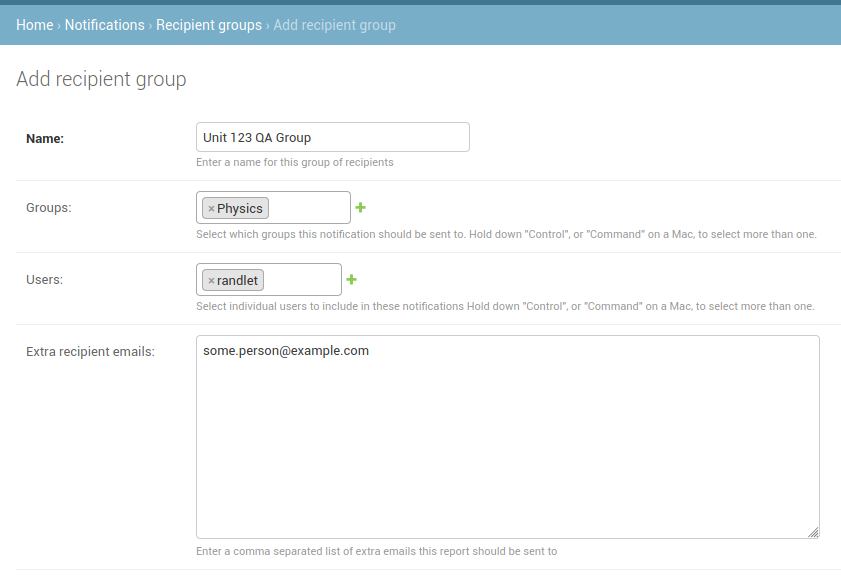 Home › Notifications › Recipient groups › Add recipient group
Add recipient group
Name: Unit 123 QA Group
Enter a name for this group of recipients
Groups: ×Physics
Select which groups this notification should be sent to. Hold down "Control", or "Command" on a Mac, to select more than one.
Users: ×randlet
Select individual users to include in these notifications Hold down "Control", or "Command" on a Mac, to select more than one.
Extra recipient emails: some.person@example.com
Enter a comma separated list of extra emails this report should be sent to